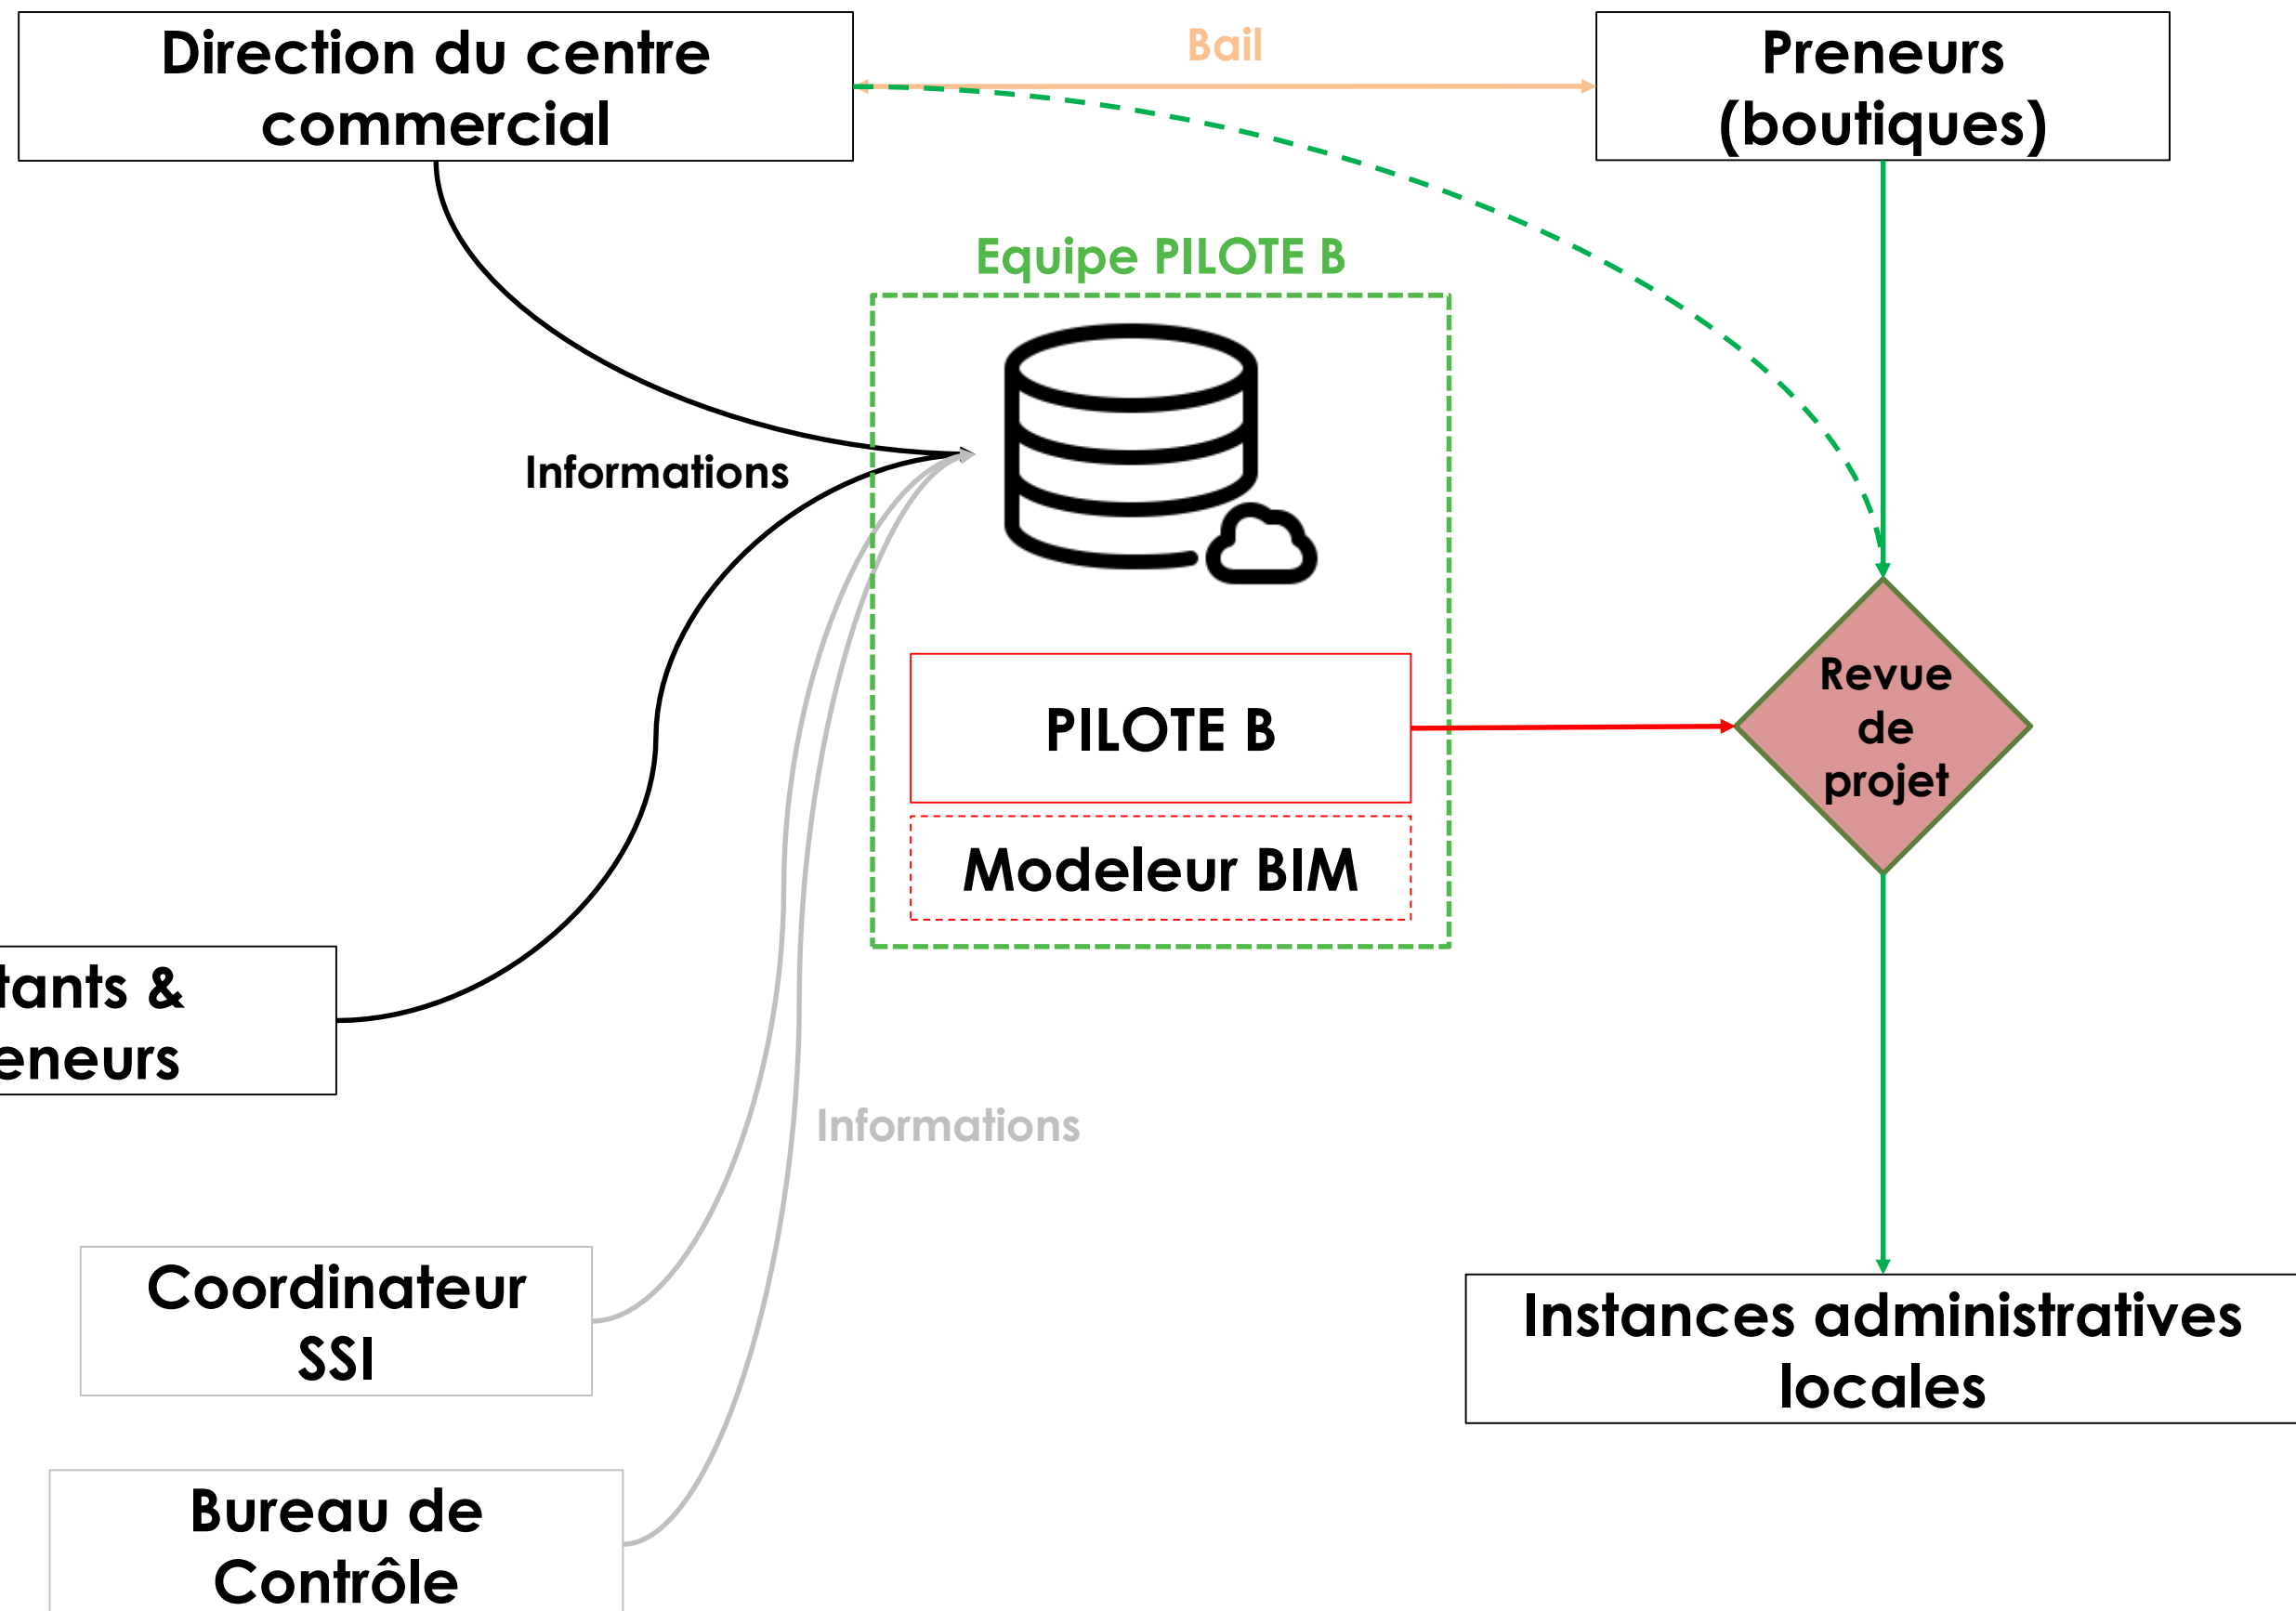 Direction du centre
commercial
Bail
Preneurs
(boutiques)
Equipe PILOTE B
Informations
PILOTE B
Modeleur BIM
Revue
de
projet
tants &
eneurs
Informations
Coordinateur
SSI
Instances administratives
locales
Bureau de
Contrôle